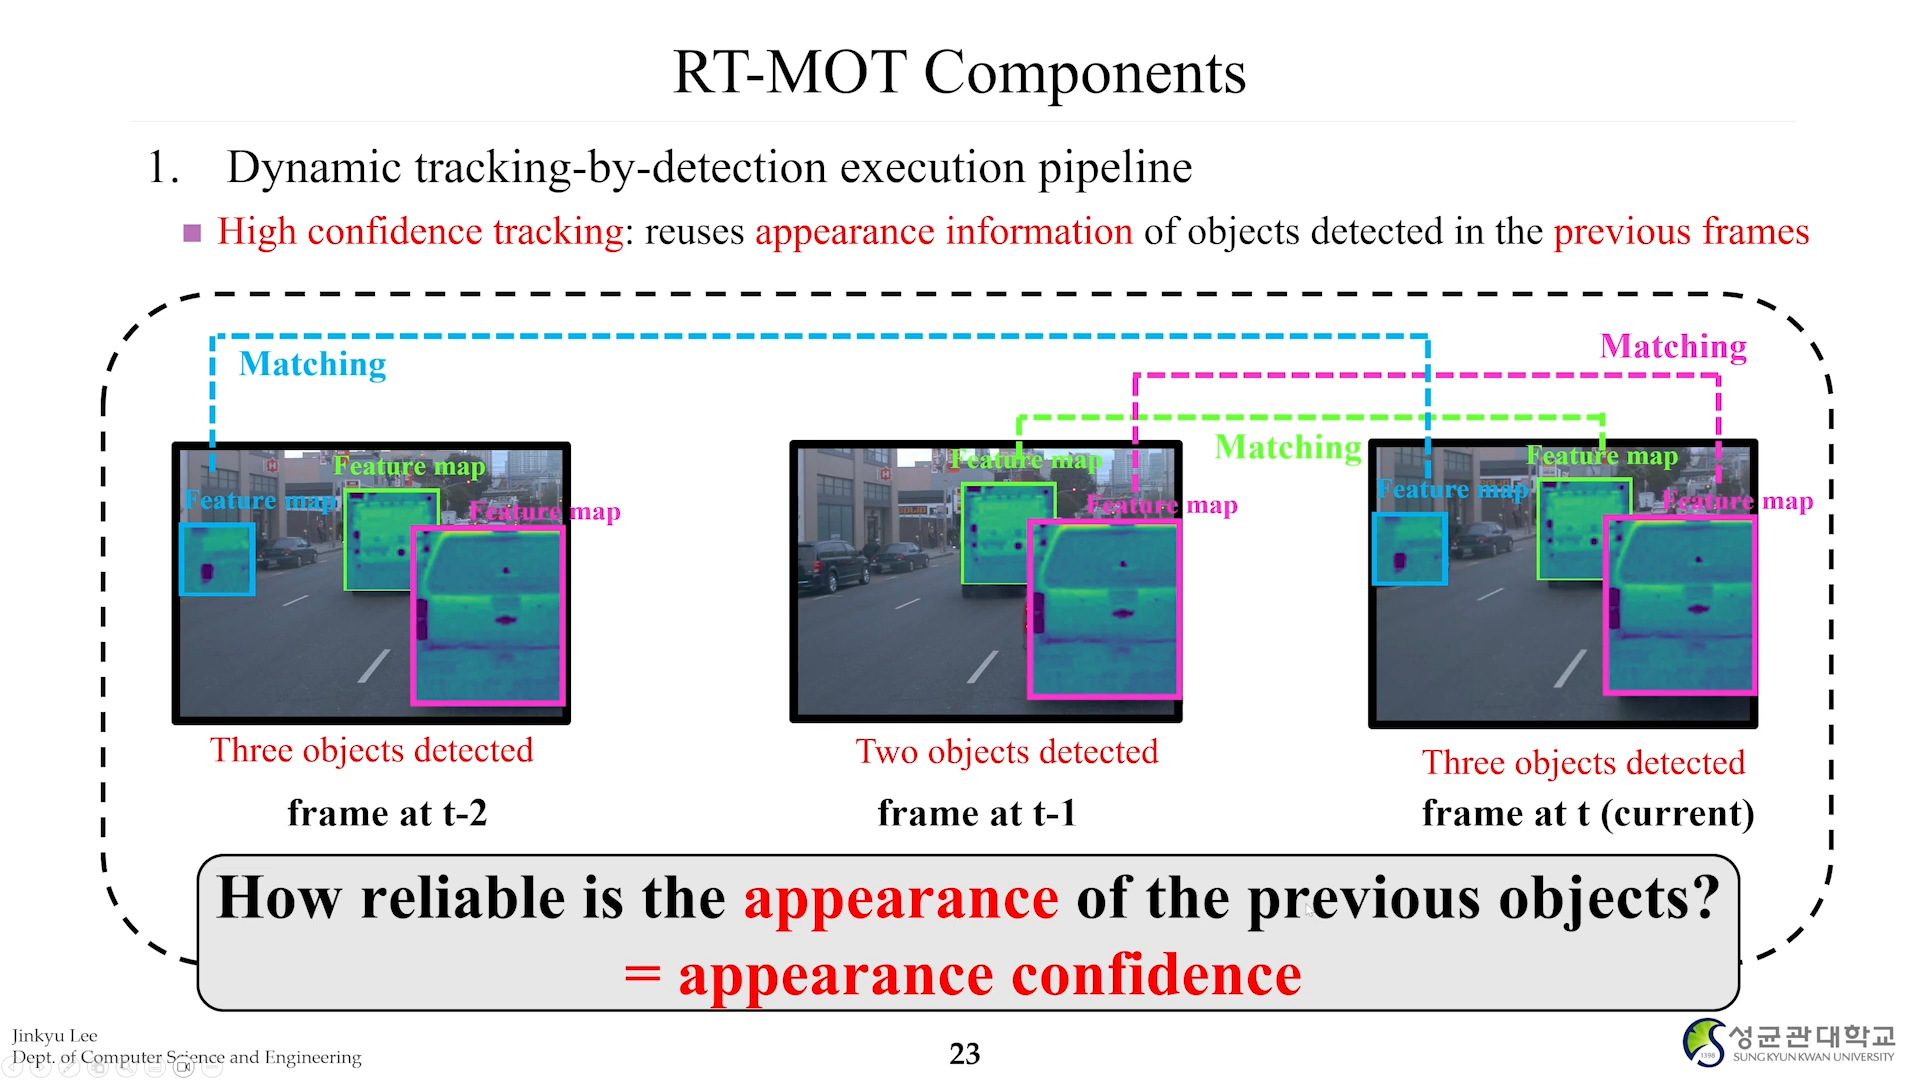 RT-MOT Components
1. Dynamic tracking-by-detection execution pipeline
High confidence tracking: reuses appearance information of objects detected in the previous frames
Matching
Matching
Matching
Feature map
Feature map
Feature map
Feature map
Feature map
Feature map
Feature map
Feature map
Three objects detected
Two objects detected
Three objects detected
frame at t-2
frame at t-1
frame at t (current)
How reliable is the appearance of the previous objects?
= appearance confidence
Jinkyu Lee
Dept. of Computer Science and Engineering
23
1398
성균관대학교
SUNG KYUN KWAN UNIVERSITY